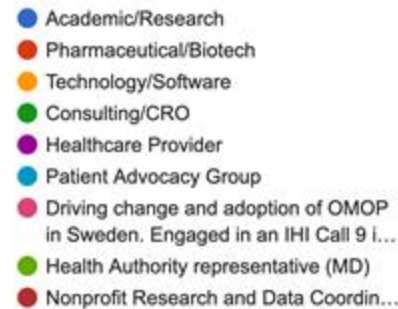 Academic/Research
Pharmaceutical/Biotech
Technology/Software
Consulting/CRO
Healthcare Provider
Patient Advocacy Group
Driving change and adoption of OMOP
in Sweden. Engaged in an IHI Call 9 i...
Health Authority representative (MD)
Nonprofit Research and Data Coordin...